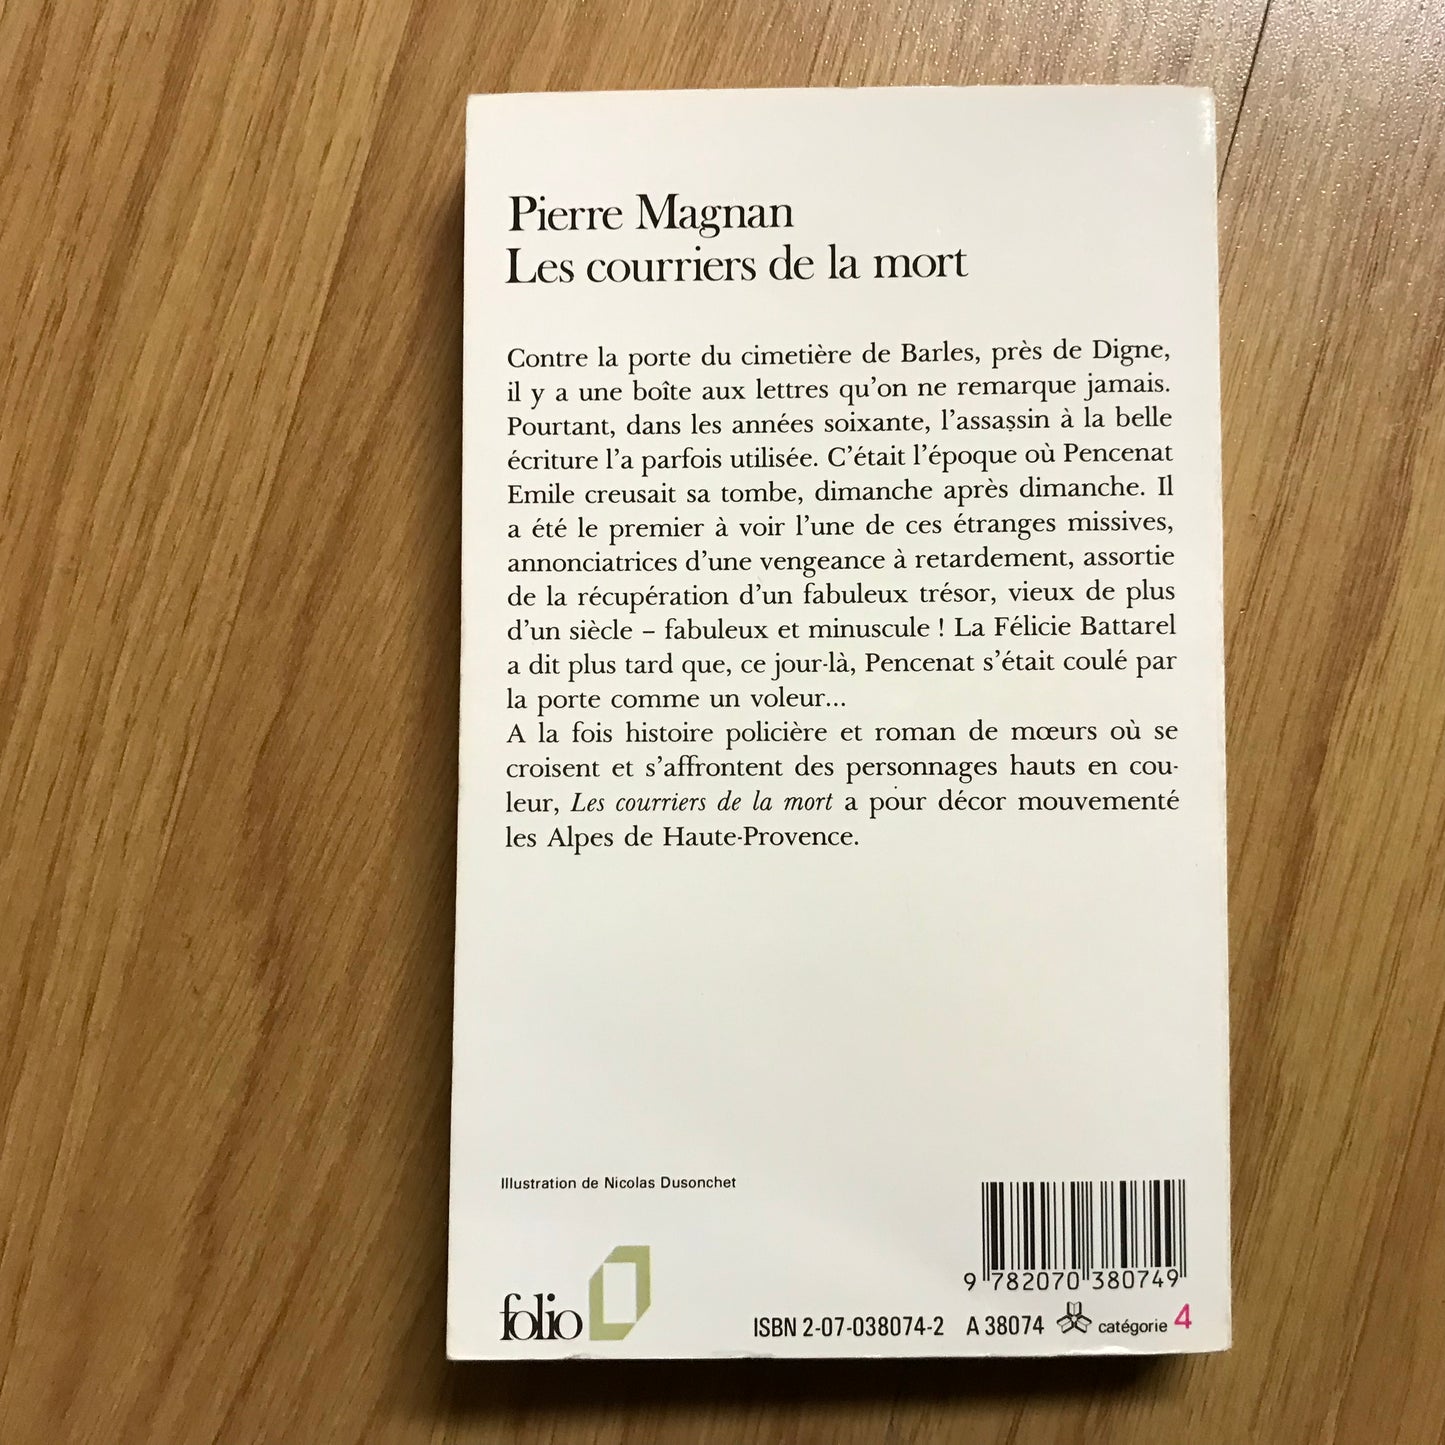 Pierre Magnan
Les courriers de la mort
Contre la porte du cimetière de Barles, près de Digne,
il y a une boîte aux lettres qu'on ne remarque jamais.
Pourtant, dans les années soixante, l'assassin à la belle
écriture l'a parfois utilisée. C'était l'époque où Pencenat
Emile creusait sa tombe, dimanche après dimanche. Il
a été le premier à voir l'une de ces étranges missives,
annonciatrices d'une vengeance à retardement, assortie
de la récupération d'un fabuleux trésor, vieux de plus
d'un siècle – fabuleux et minuscule ! La Félicie Battarel
a dit plus tard que, ce jour-là, Pencenat s'était coulé par
la porte comme un voleur...
A la fois histoire policière et roman de mœurs où se
croisent et s'affrontent des personnages hauts en cou-
leur, Les courriers de la mort a pour décor mouvementé
les Alpes de Haute-Provence.
Illustration de Nicolas Dusonchet
9 782070 380749
folio
ISBN 2-07-038074-2 A 38074 catégorie 4